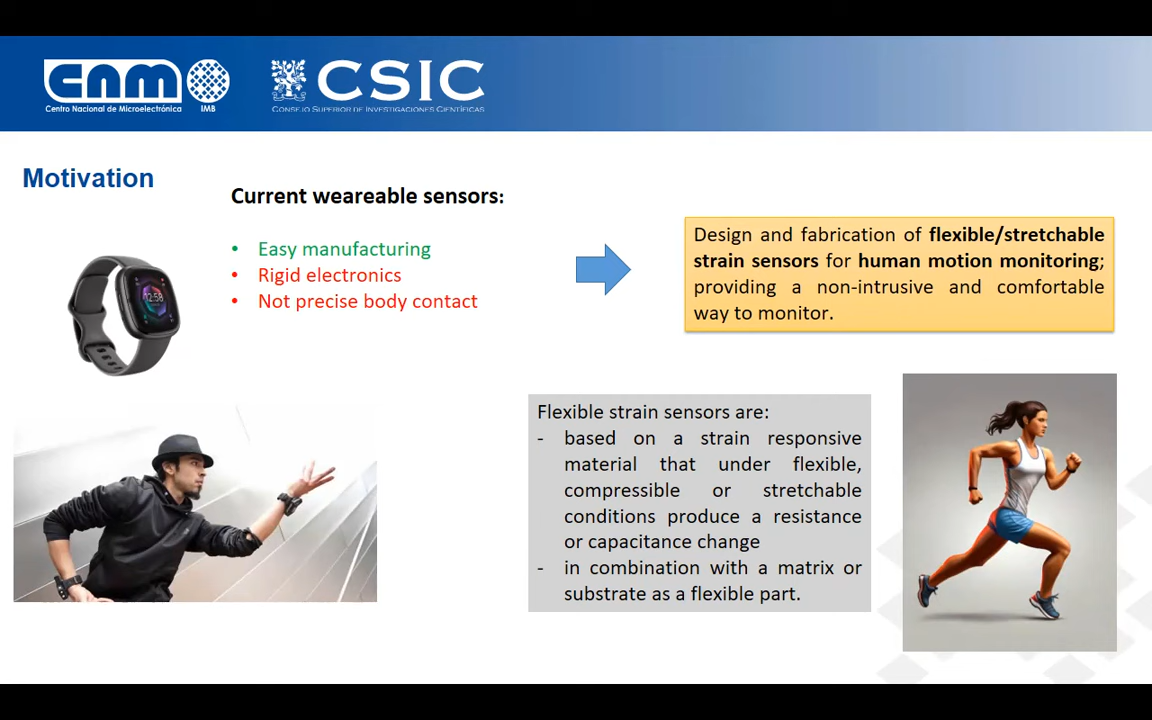 cnm
Centro Nacional de Microelectrónica
IMB
CSIC
CONSEJO SUPERIOR DE INVESTIGACIONES CIENTÍFICAS
Motivation
Current weareable sensors:
• Easy manufacturing
• Rigid electronics
• Not precise body contact
Design and fabrication of flexible/stretchable
strain sensors for human motion monitoring;
providing a non-intrusive and comfortable
way to monitor.
Flexible strain sensors are:
- based on a strain responsive
material that under flexible,
compressible or stretchable
conditions produce a resistance
or capacitance change
- in combination with a matrix or
substrate as a flexible part.